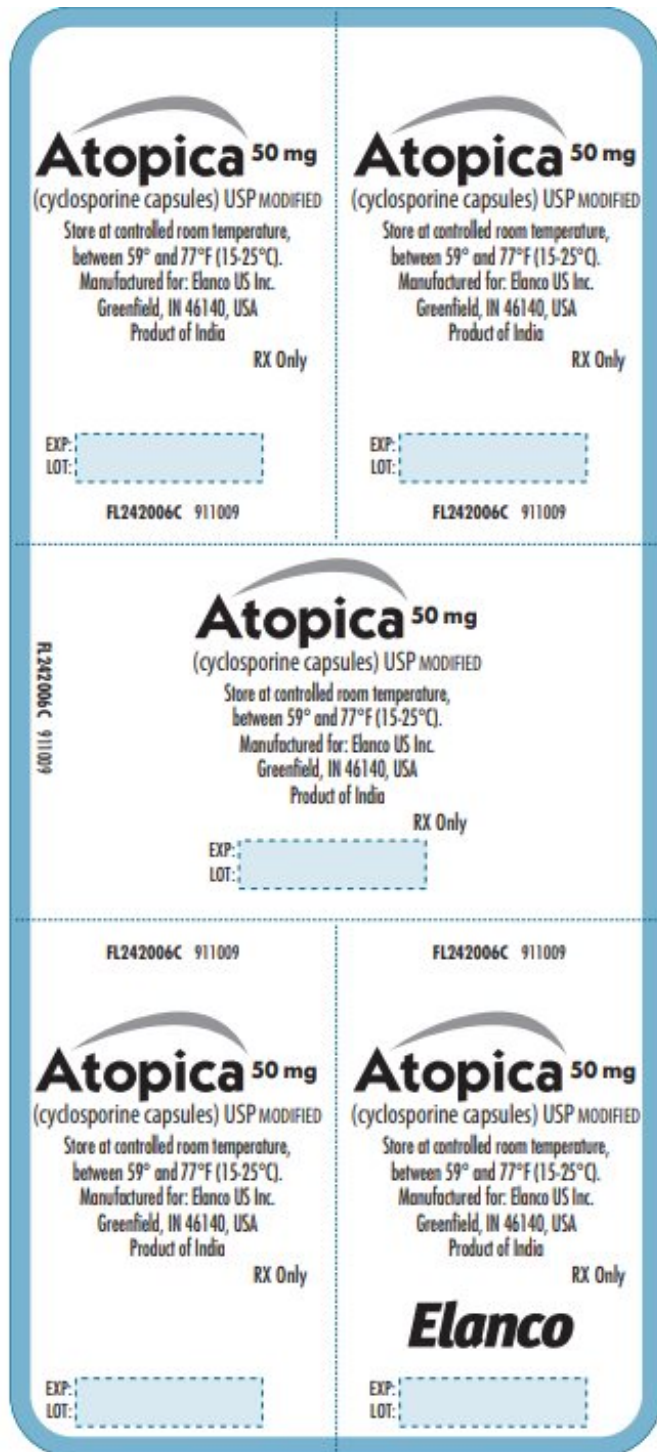 Atopica 50 mg
(cyclosporine capsules) USP MODIFIED
Store at controlled room temperature,
between 59° and 77°F (15-25°C).
Manufactured for: Elanco US Inc.
Greenfield, IN 46140, USA
Product of India
RX Only
EXP:
LOT:
FL242006C 911009
Atopica 50 mg
(cyclosporine capsules) USP MODIFIED
Store at controlled room temperature,
between 59° and 77°F (15-25°C).
Manufactured for: Elanco US Inc.
Greenfield, IN 46140, USA
Product of India
RX Only
EXP:
LOT:
FL242006C 911009
FL242006C 911009
Atopica 50 mg
(cyclosporine capsules) USP MODIFIED
Store at controlled room temperature,
between 59° and 77°F (15-25°C).
Manufactured for: Elanco US Inc.
Greenfield, IN 46140, USA
Product of India
RX Only
EXP:
LOT:
FL242006C 911009
Atopica 50 mg
(cyclosporine capsules) USP MODIFIED
Store at controlled room temperature,
between 59° and 77°F (15-25°C).
Manufactured for: Elanco US Inc.
Greenfield, IN 46140, USA
Product of India
RX Only
EXP:
LOT:
FL242006C 911009
Atopica 50 mg
(cyclosporine capsules) USP MODIFIED
Store at controlled room temperature,
between 59° and 77°F (15-25°C).
Manufactured for: Elanco US Inc.
Greenfield, IN 46140, USA
Product of India
RX Only
Elanco
EXP:
LOT: